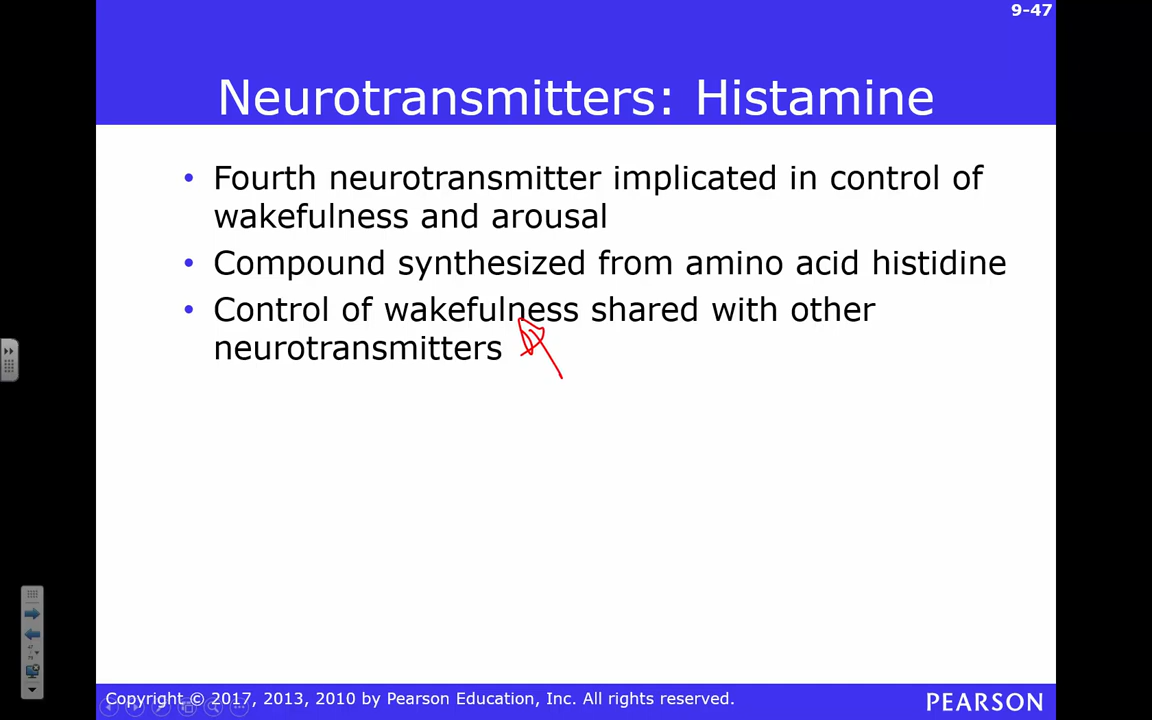 9-47
Neurotransmitters: Histamine
• Fourth neurotransmitter implicated in control of
wakefulness and arousal
• Compound synthesized from amino acid histidine
• Control of wakefulness shared with other
neurotransmitters
Copyright © 2017, 2013, 2010 by Pearson Education, Inc. All rights reserved.
PEARSON